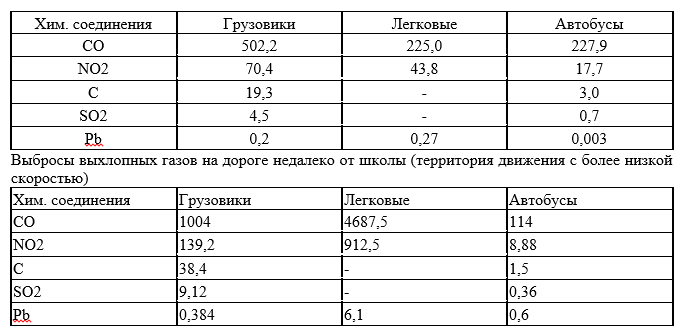 Хим. соединения Грузовики Легковые Автобусы
CO 502,2 225,0 227,9
NO2 70,4 43,8 17,7
C 19,3 - 3,0
SO2 4,5 - 0,7
Pb 0,2 0,27 0,003
Выбросы выхлопных газов на дороге недалеко от школы (территория движения с более низкой
скоростью)
Хим. соединения Грузовики Легковые Автобусы
CO 1004 4687,5 114
NO2 139,2 912,5 8,88
C 38,4 - 1,5
SO2 9,12 - 0,36
Pb 0,384 6,1 0,6